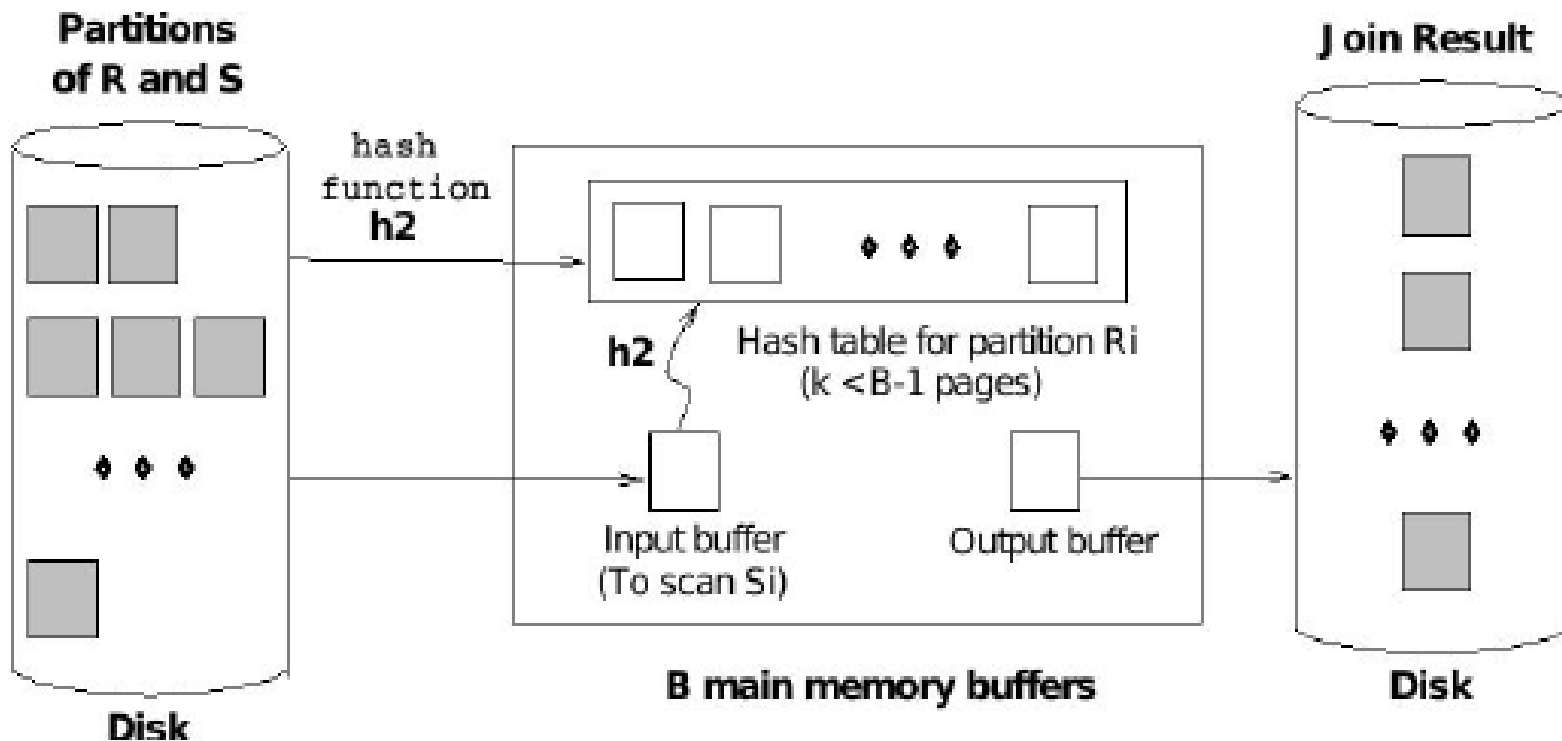 Partitions
of R and S
hash
function
h2
Join Result
h2
Hash table for partition Ri
(k <B-1 pages)
Input buffer
(To scan Si)
Output buffer
B main memory buffers
Disk
Disk